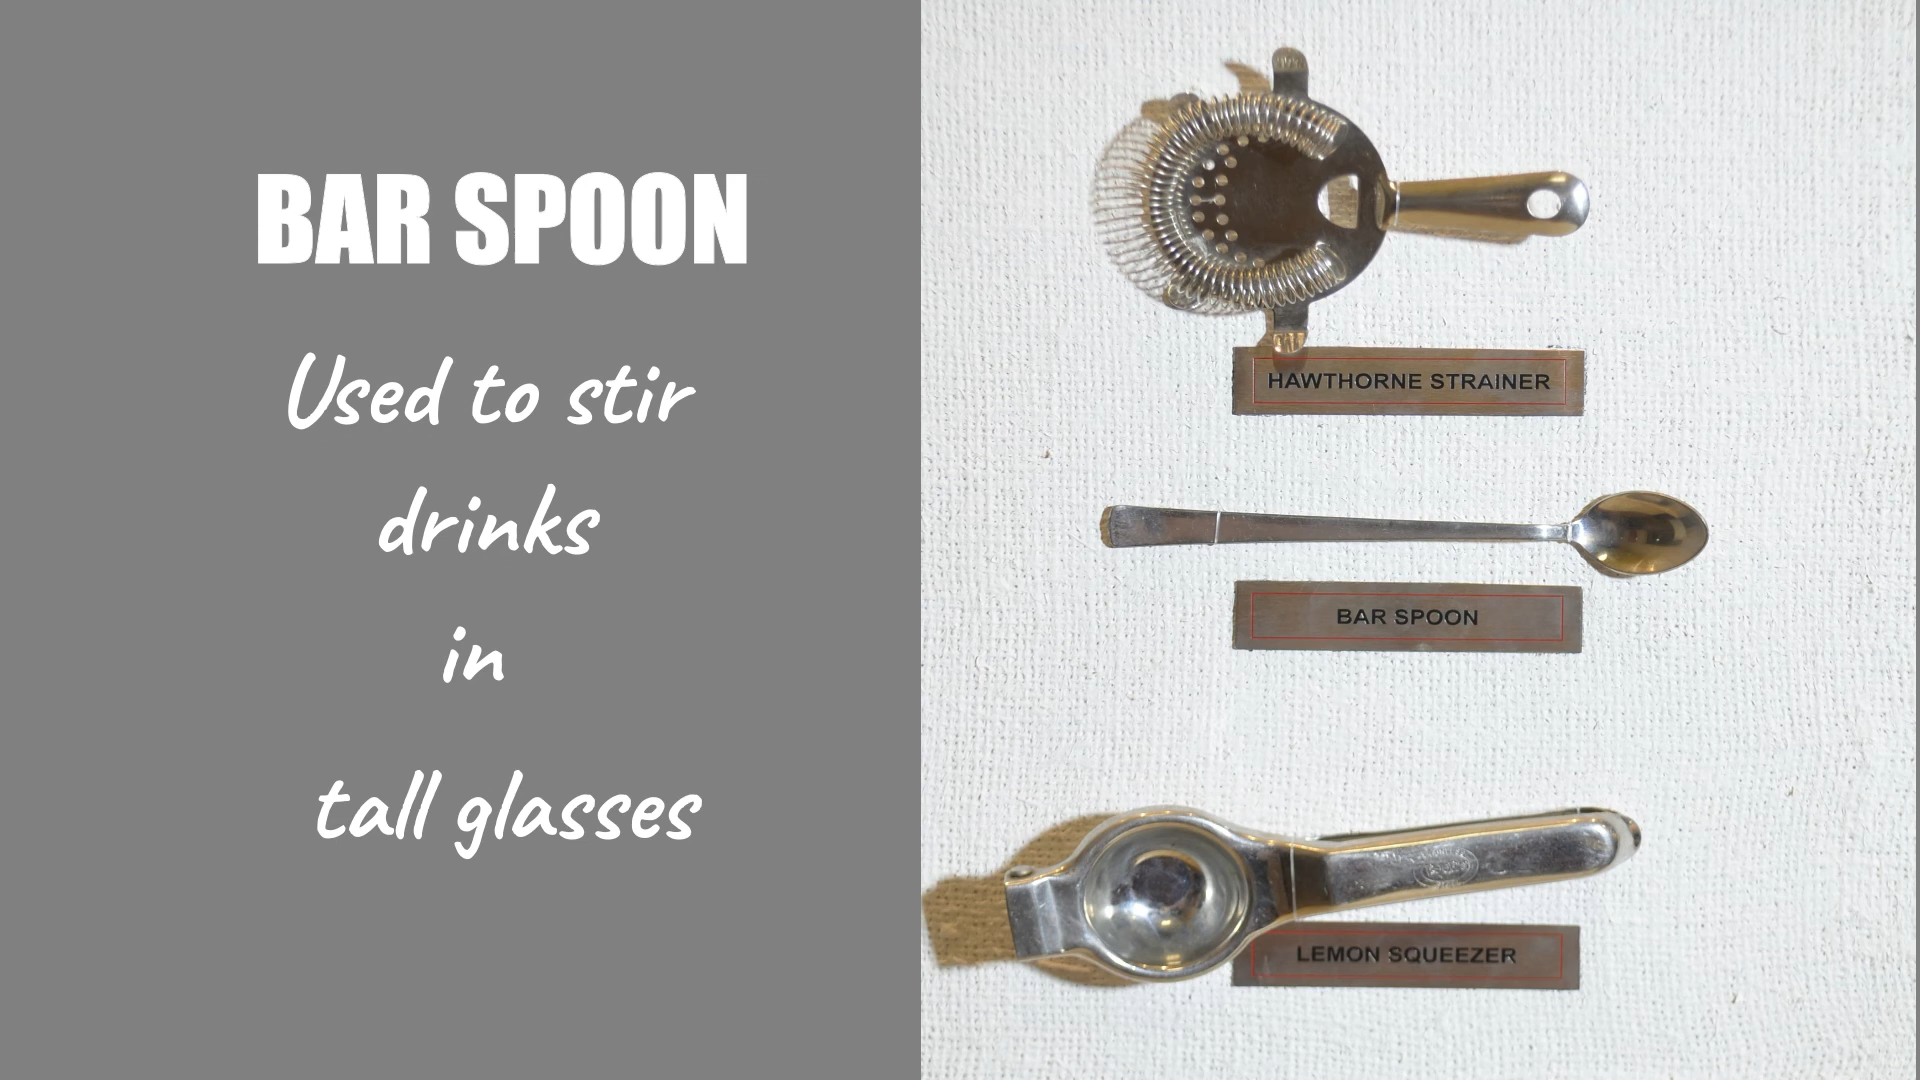 BAR SPOON
Used to stir
drinks
in
tall glasses
HAWTHORNE STRAINER
BAR SPOON
LEMON SQUEEZER